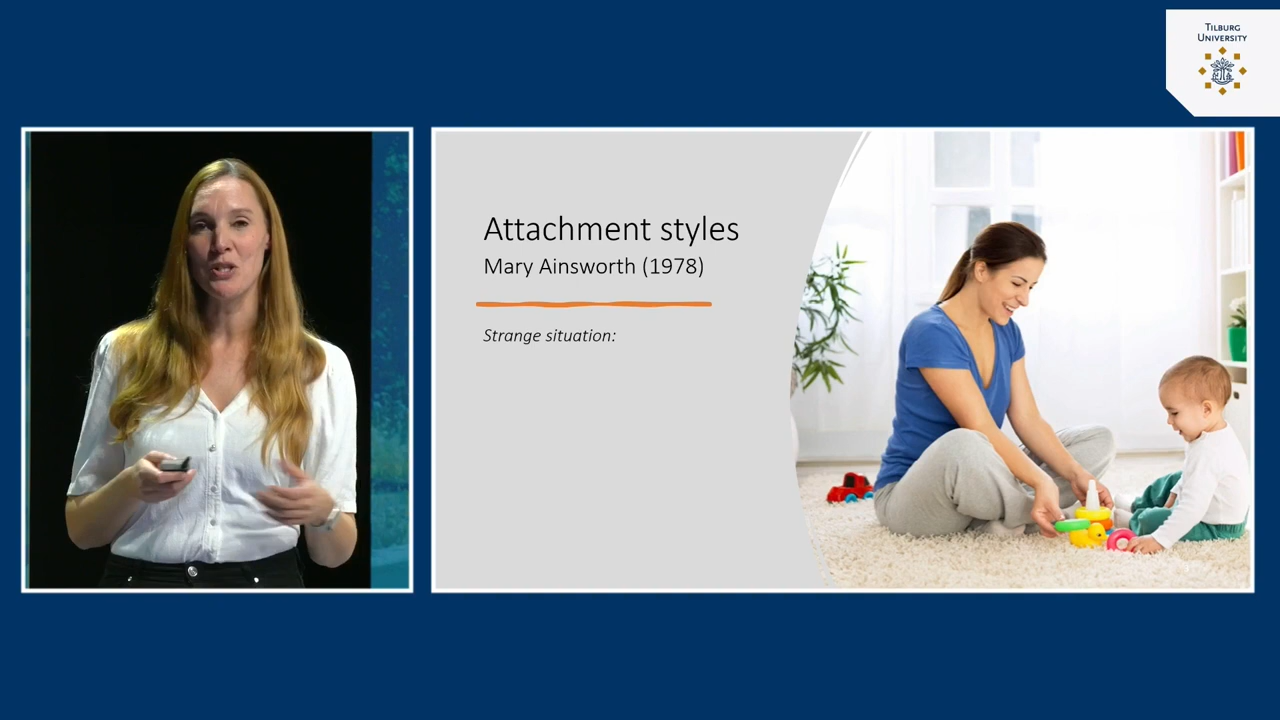 TILBURG
UNIVERSITY
Attachment styles
Mary Ainsworth (1978)
Strange situation: